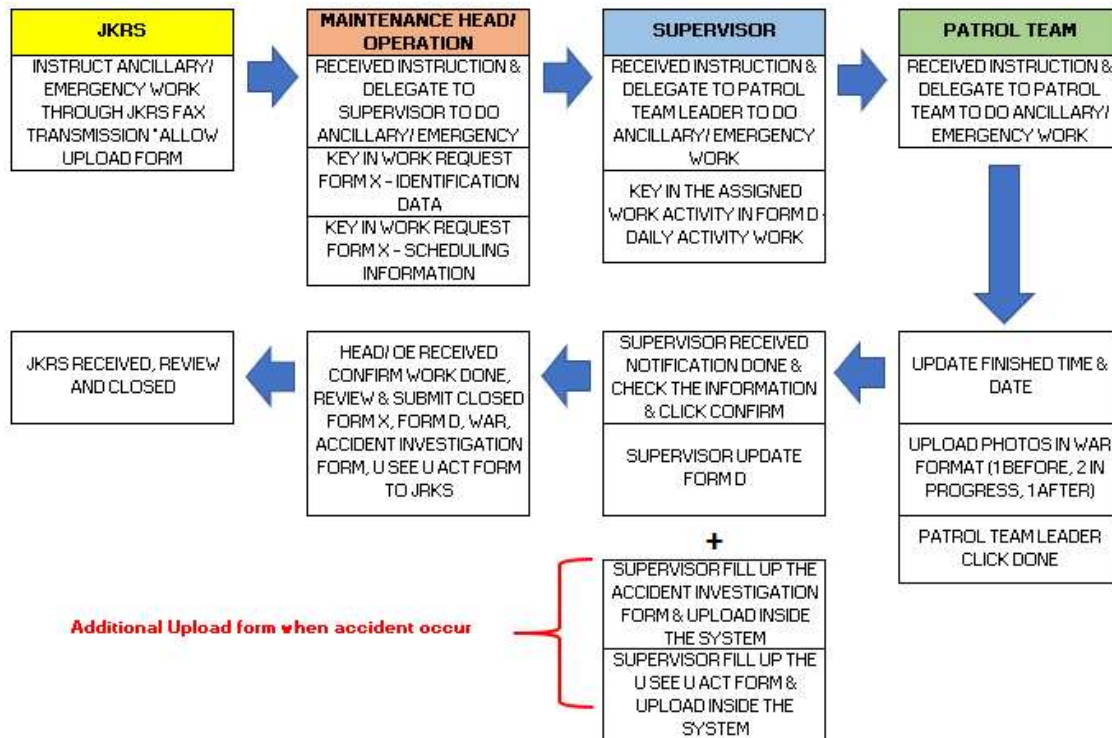 JKRS
INSTRUCT ANCILLARY/
EMERGENCY WORK
THROUGH JKRS FAX
TRANSMISSION *ALLOW
UPLOAD FORM
MAINTENANCE HEAD/
OPERATION
RECEIVED INSTRUCTION &
DELEGATE TO
SUPERVISOR TO DO
ANCILLARY/ EMERGENCY
KEY IN WORK REQUEST
FORM X - IDENTIFICATION
DATA
KEY IN WORK REQUEST
FORM X - SCHEDULING
INFORMATION
SUPERVISOR
RECEIVED INSTRUCTION &
DELEGATE TO PATROL
TEAM LEADER TO DO
ANCILLARY/ EMERGENCY
WORK
KEY IN THE ASSIGNED
WORK ACTIVITY IN FORM D -
DAILY ACTIVITY WORK
PATROL TEAM
RECEIVED INSTRUCTION &
DELEGATE TO PATROL
TEAM TO DO ANCILLARY/
EMERGENCY WORK
UPDATE FINISHED TIME &
DATE
UPLOAD PHOTOS IN WAR
FORMAT (1 BEFORE, 2 IN
PROGRESS, 1 AFTER)
PATROL TEAM LEADER
CLICK DONE
SUPERVISOR RECEIVED
NOTIFICATION DONE &
CHECK THE INFORMATION
& CLICK CONFIRM
SUPERVISOR UPDATE
FORM D
+
SUPERVISOR FILL UP THE
ACCIDENT INVESTIGATION
FORM & UPLOAD INSIDE
THE SYSTEM
SUPERVISOR FILL UP THE
U SEE U ACT FORM &
UPLOAD INSIDE THE
SYSTEM
Additional Upload form when accident occur
HEAD/ OE RECEIVED
CONFIRM WORK DONE,
REVIEW & SUBMIT CLOSED
FORM X, FORM D, WAR,
ACCIDENT INVESTIGATION
FORM, U SEE U ACT FORM
TO JRKS
JKRS RECEIVED, REVIEW
AND CLOSED